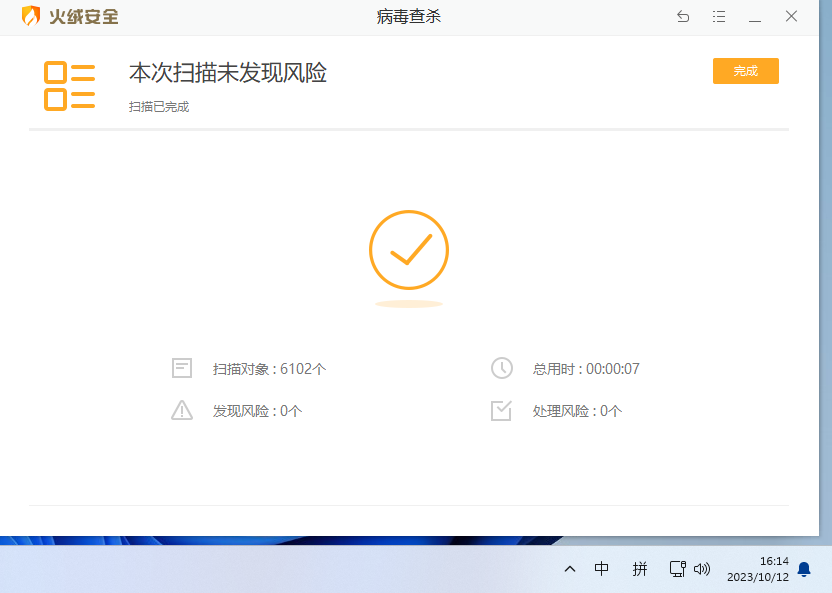 火绒安全
病毒查杀
本次扫描未发现风险
完成
扫描已完成
扫描对象 : 6102个
总用时 : 00:00:07
发现风险 : 0个
处理风险 : 0个
中
拼
16:14
2023/10/12